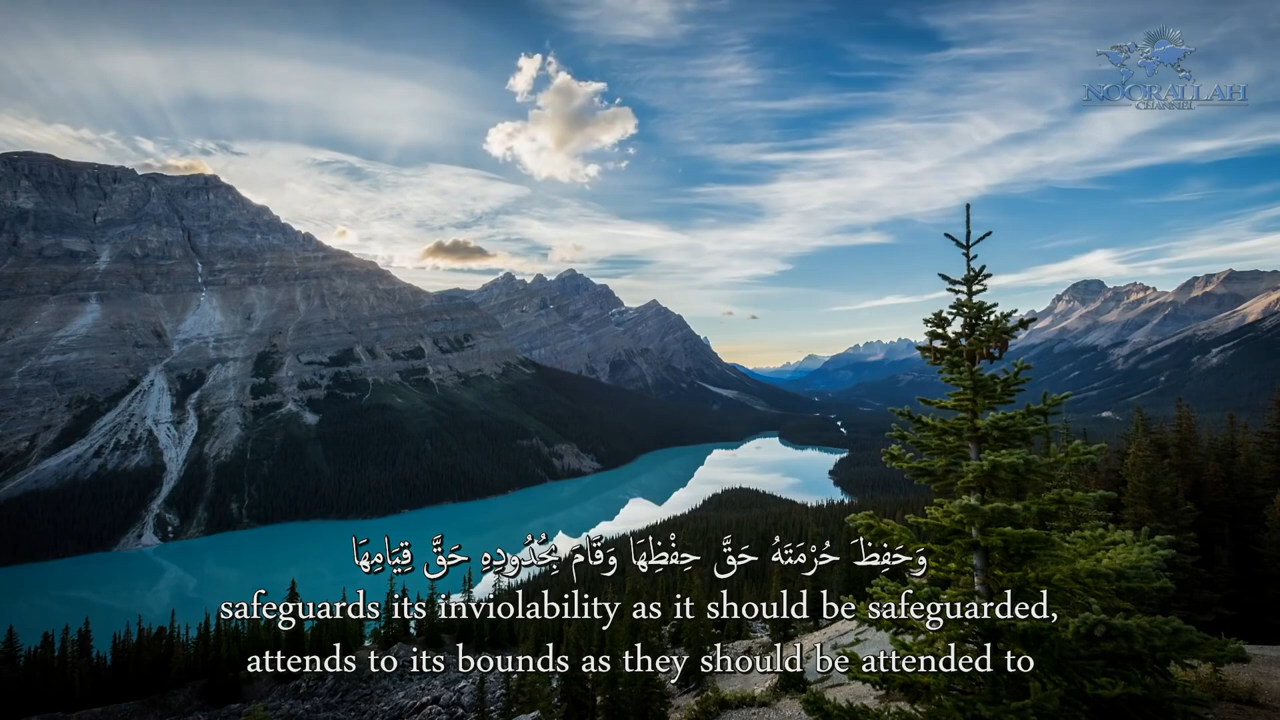 NOORALLAH
CHANNEL
وَحَفِظَ حُرْمَتَهُ حَقَّ حِفْظِهَا وَقَامَ بِحُدُودِهِ حَقَّ قِيَامِهَا
safeguards its inviolability as it should be safeguarded,
attends to its bounds as they should be attended to